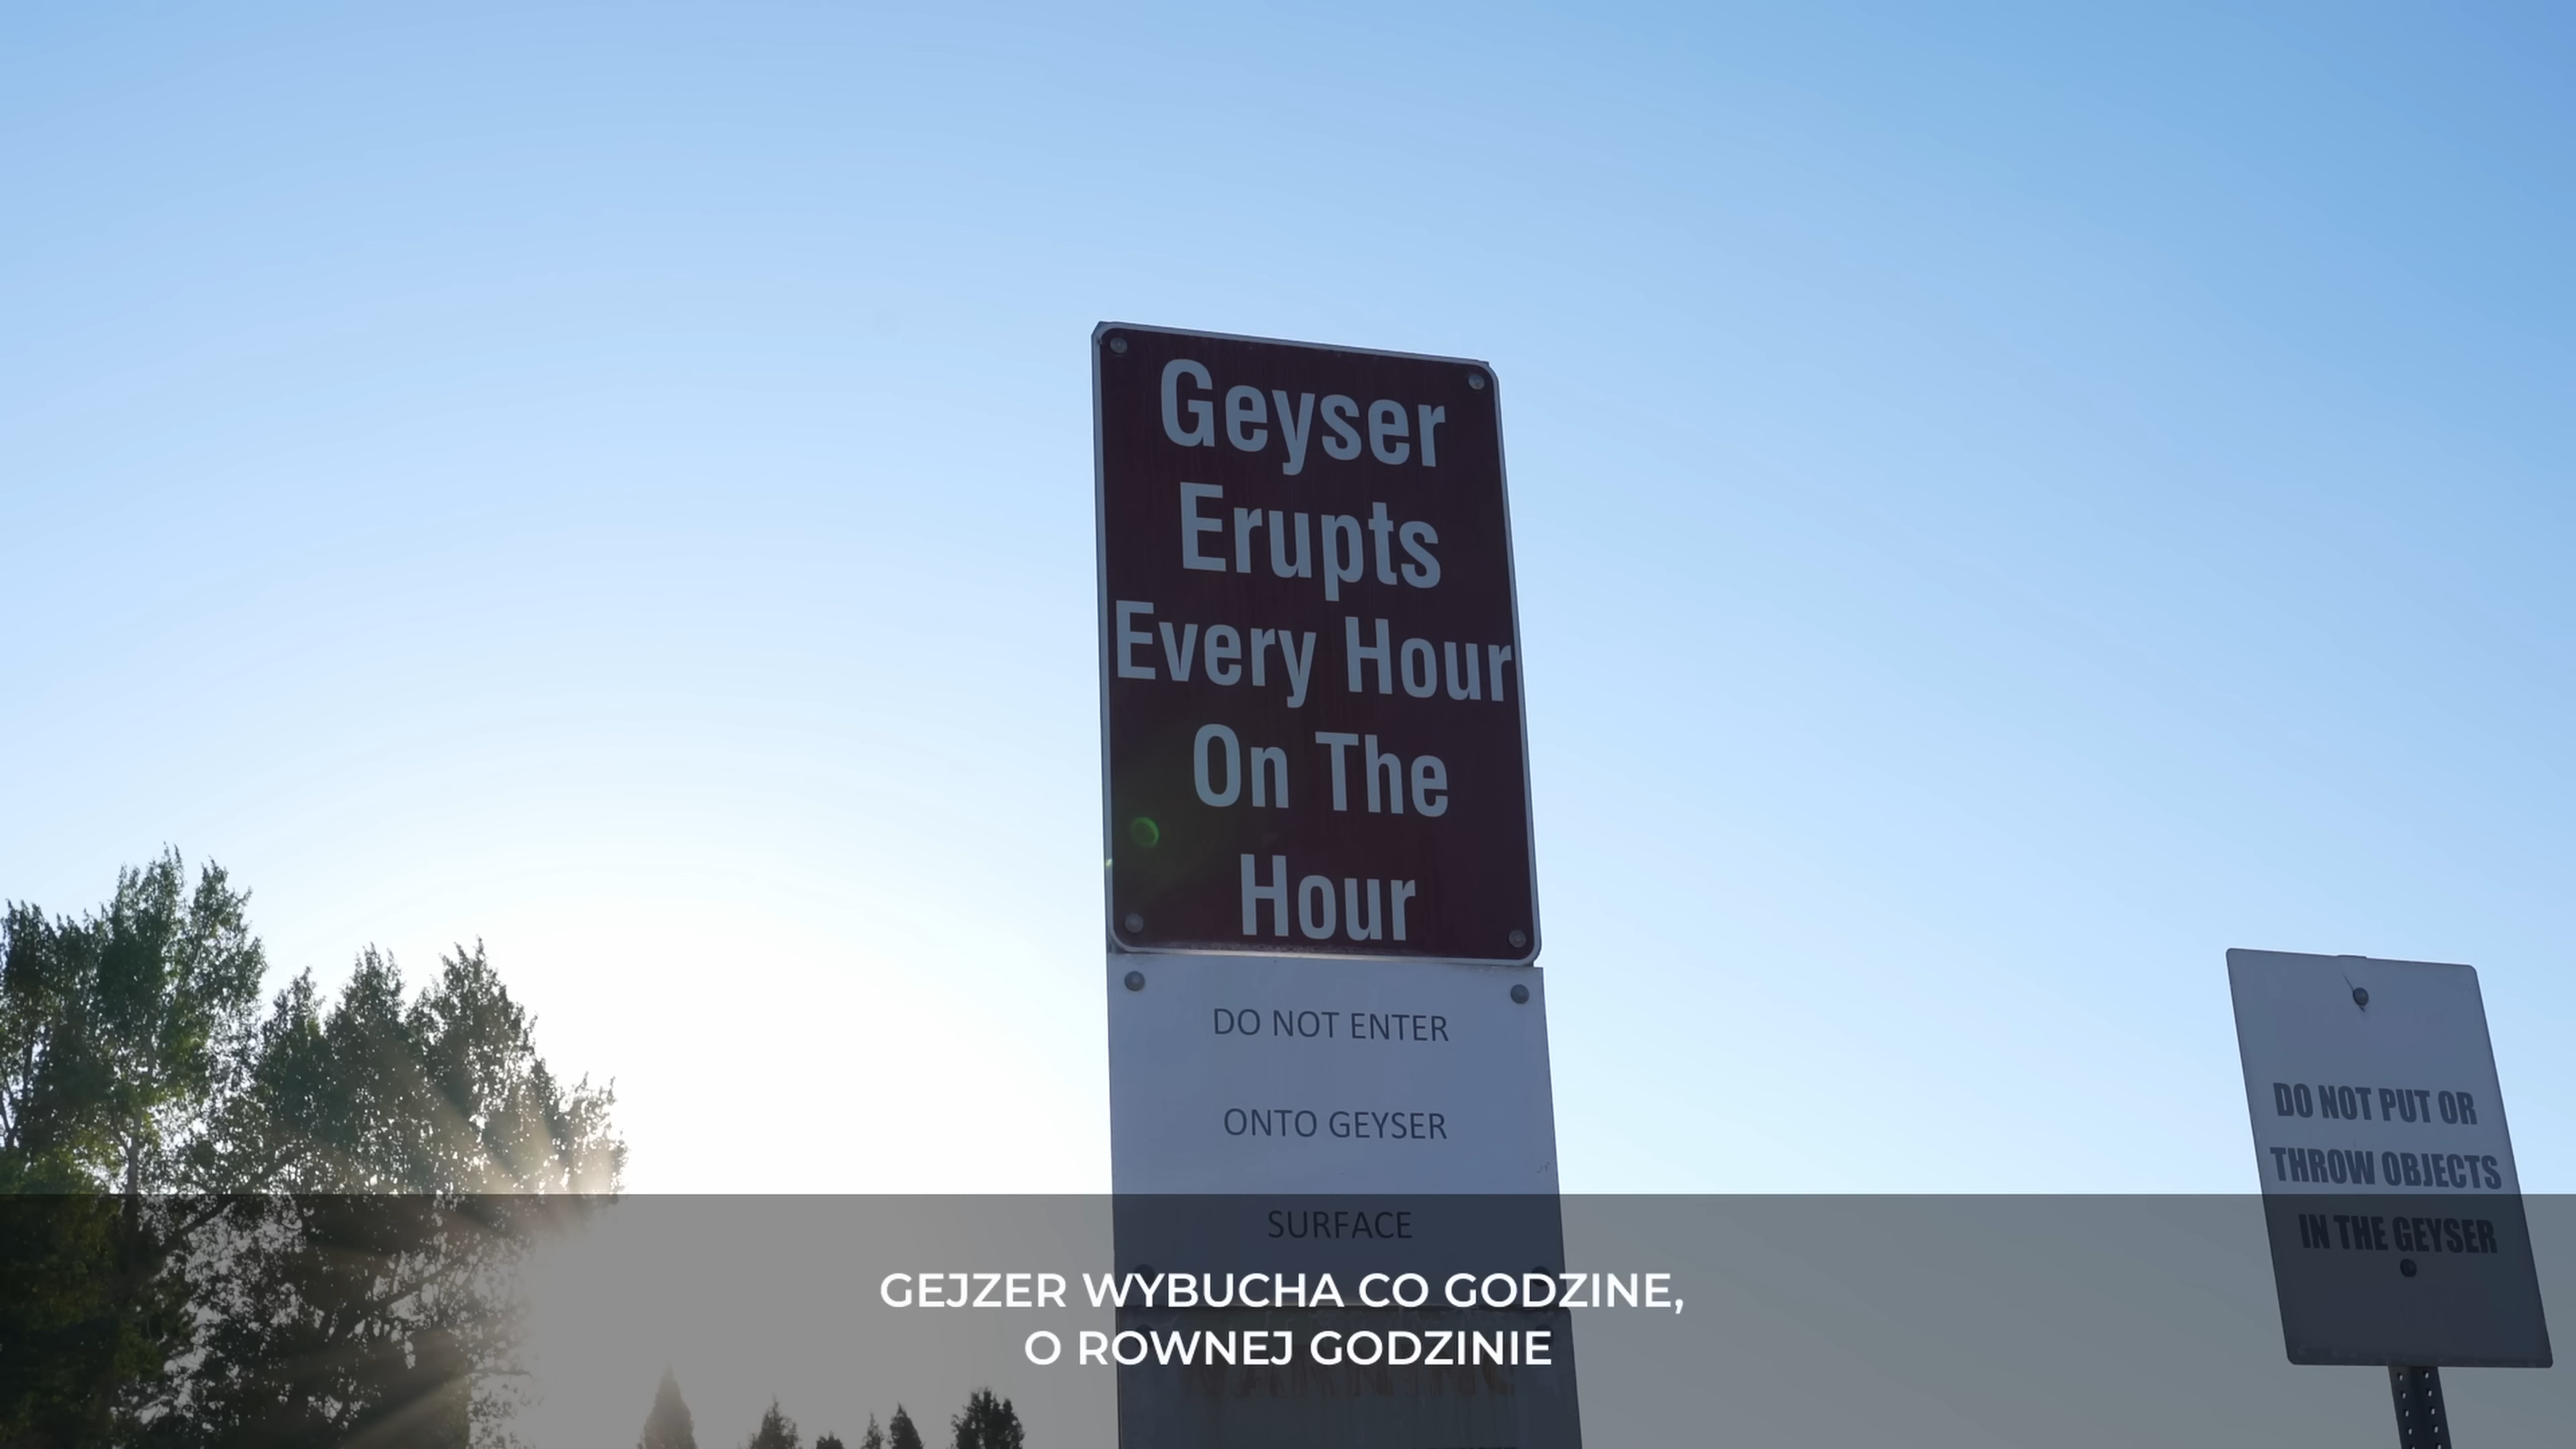 Geyser
Erupts
Every Hour
On The
Hour
DO NOT ENTER
ONTO GEYSER
SURFACE
DO NOT PUT OR
THROW OBJECTS
IN THE GEYSER
GEJZER WYBUCHA CO GODZINE,
O ROWNEJ GODZINIE